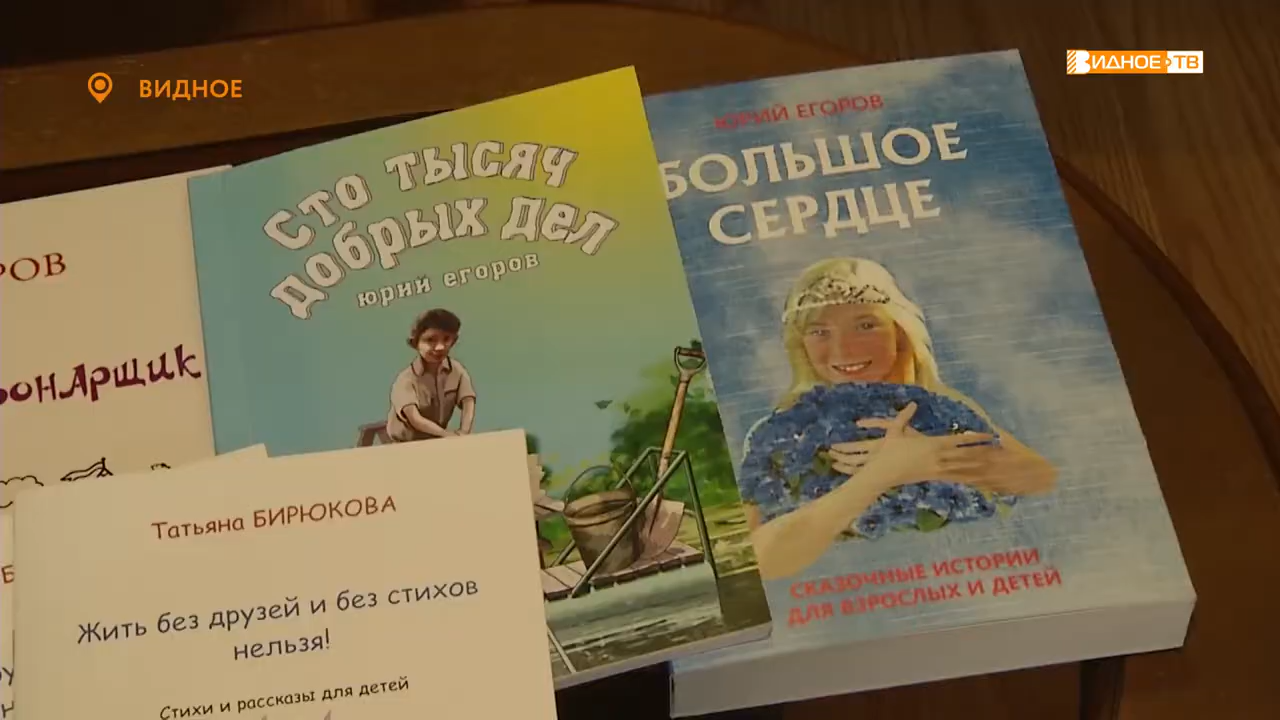 ВИДНОЕ
ВИДНОЕ ТВ
РОВ
ОНАРЩИК
СТО ТЫСЯЧ
ДОБРЫХ ДЕЛ
ЮРИЙ ЕГОРОВ
ЮРИЙ ЕГОРОВ
БОЛЬШОЕ
СЕРДЦЕ
СКАЗОЧНЫЕ ИСТОРИИ
ДЛЯ ВЗРОСЛЫХ И ДЕТЕЙ
Татьяна БИРЮКОВА
Жить без друзей и без стихов
нельзя!
Стихи и рассказы для детей